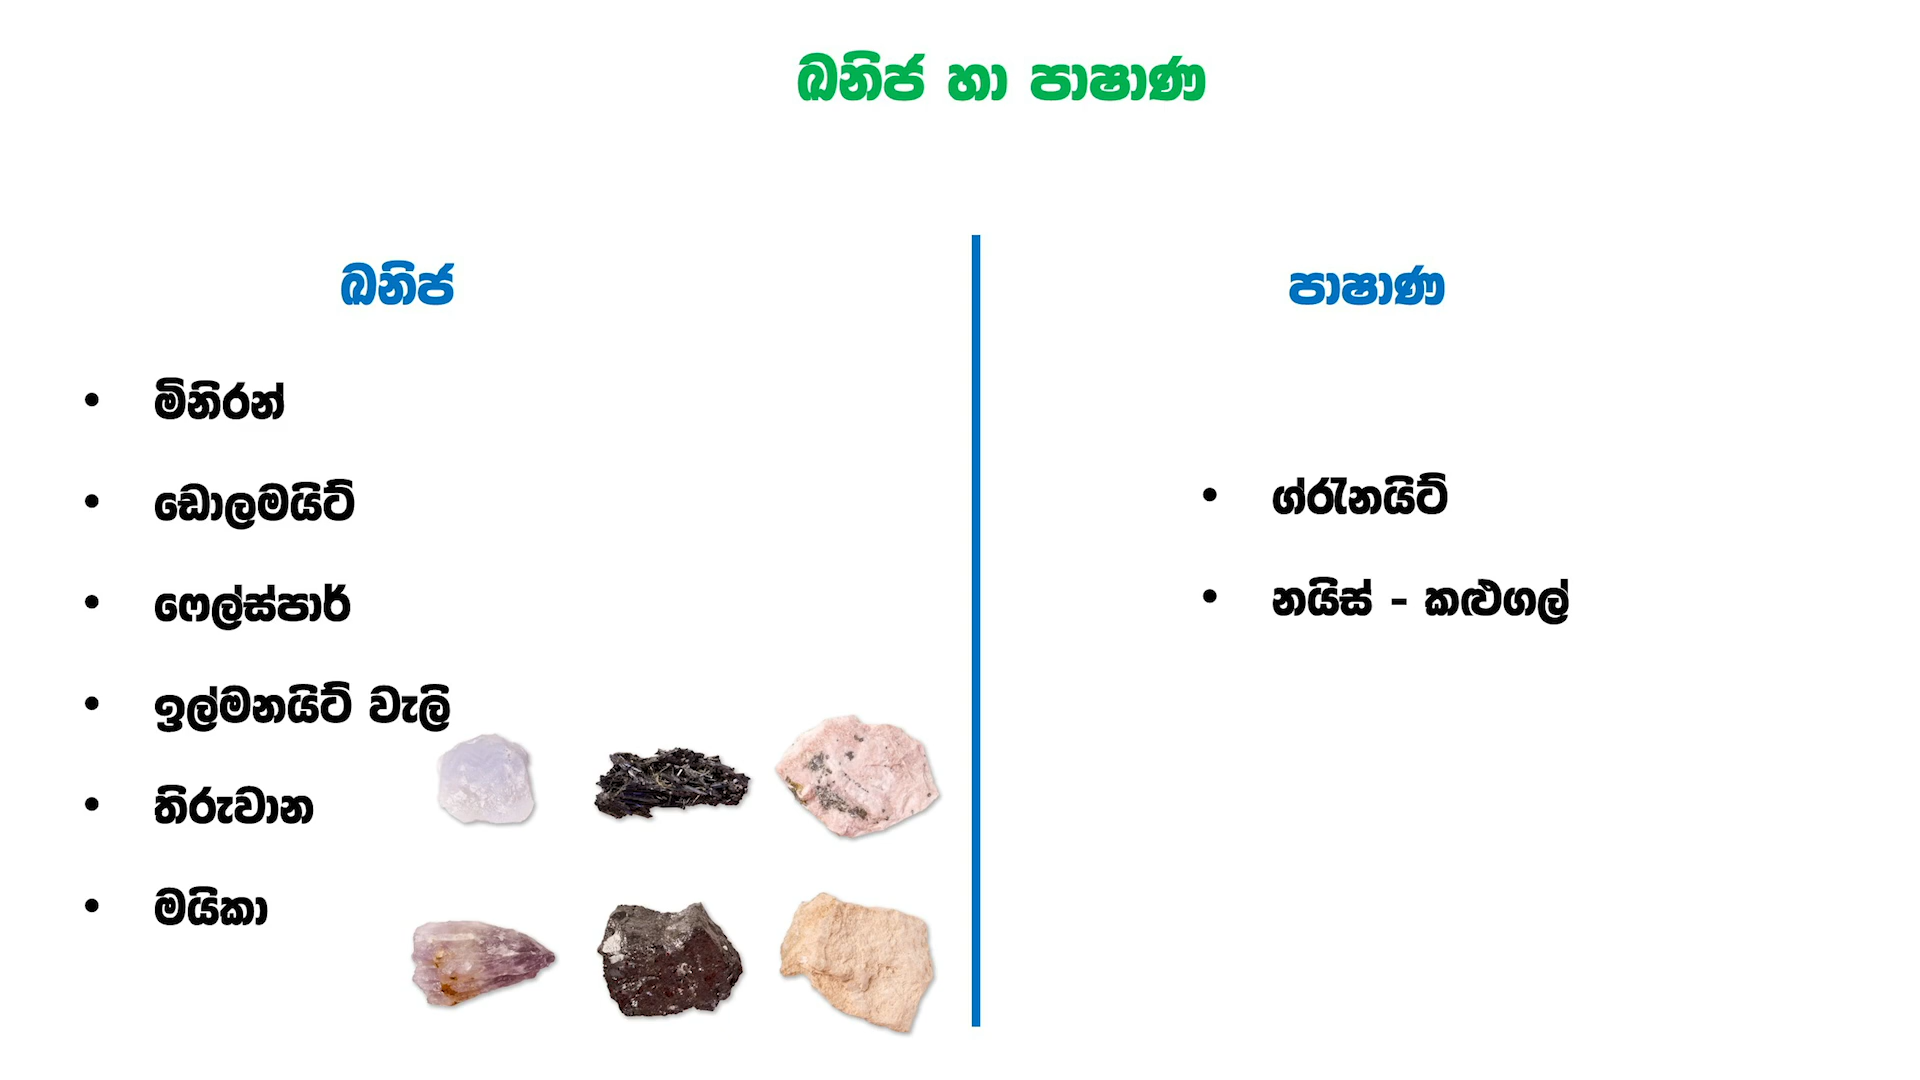 ඛනිජ හා පාෂාණ
ඛනිජ
• මිනිරන්
• ඩොලමයිට්
• ෆෙල්ස්පාර්
• ඉල්මනයිට් වැලි
• තිරුවාන
• මයිකා
පාෂාණ
• ග්රැනයිට්
• නයිස් - කළුගල්